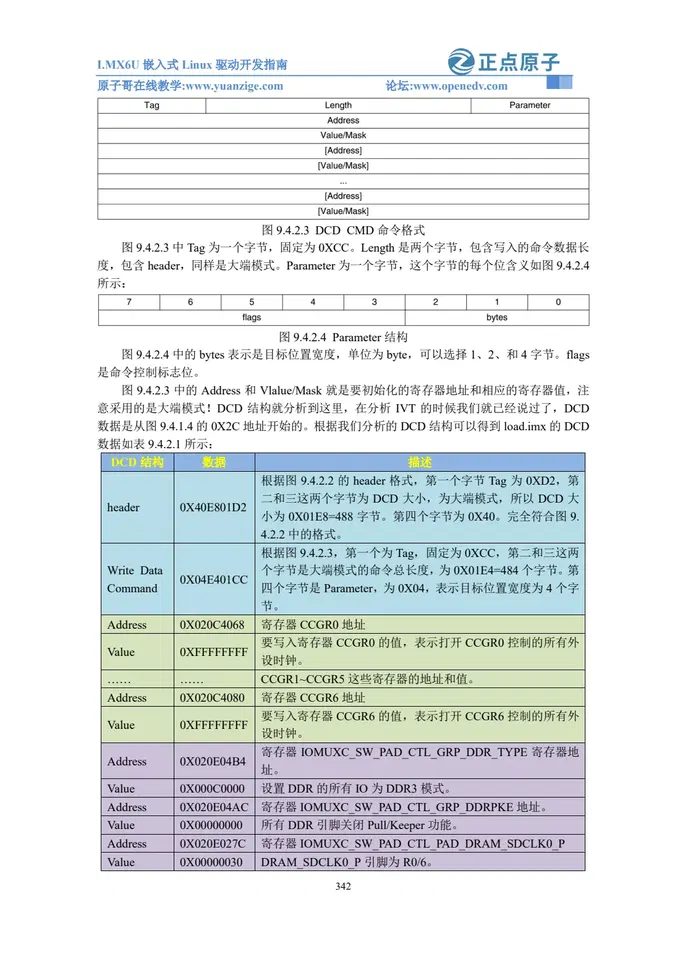 I.MX6U 嵌入式 Linux 驱动开发指南
正点原子
原子哥在线教学:www.yuanzige.com 论坛:www.openedv.com
Tag Length Parameter
Address
Value/Mask
[Address]
[Value/Mask]
...
[Address]
[Value/Mask]
图 9.4.2.3 DCD CMD 命令格式
图 9.4.2.3 中 Tag 为一个字节，固定为 0XCC。Length 是两个字节，包含写入的命令数据长
度，包含 header，同样是大端模式。Parameter 为一个字节，这个字节的每个位含义如图 9.4.2.4
所示：
7 6 5 4 3 2 1 0
flags bytes
图 9.4.2.4 Parameter 结构
图 9.4.2.4 中的 bytes 表示是目标位置宽度，单位为 byte，可以选择 1、2、和 4 字节。flags
是命令控制标志位。
图 9.4.2.3 中的 Address 和 Vlalue/Mask 就是要初始化的寄存器地址和相应的寄存器值，注
意采用的是大端模式！DCD 结构就分析到这里，在分析 IVT 的时候我们就已经说过了，DCD
数据是从图 9.4.1.4 的 0X2C 地址开始的。根据我们分析的 DCD 结构可以得到 load.imx 的 DCD
数据如表 9.4.2.1 所示：
DCD 结构 数据 描述
header 0X40E801D2 根据图 9.4.2.2 的 header 格式，第一个字节 Tag 为 0XD2，第
二和三这两个字节为 DCD 大小，为大端模式，所以 DCD 大
小为 0X01E8=488 字节。第四个字节为 0X40。完全符合图 9.
4.2.2 中的格式。
Write Data
Command 0X04E401CC 根据图 9.4.2.3，第一个为 Tag，固定为 0XCC，第二和三这两
个字节是大端模式的命令总长度，为 0X01E4=484 个字节。第
四个字节是 Parameter，为 0X04，表示目标位置宽度为 4 个字
节。
Address 0X020C4068 寄存器 CCGR0 地址
Value 0XFFFFFFFF 要写入寄存器 CCGR0 的值，表示打开 CCGR0 控制的所有外
设时钟。
…… …… CCGR1~CCGR5 这些寄存器的地址和值。
Address 0X020C4080 寄存器 CCGR6 地址
Value 0XFFFFFFFF 要写入寄存器 CCGR6 的值，表示打开 CCGR6 控制的所有外
设时钟。
Address 0X020E04B4 寄存器 IOMUXC_SW_PAD_CTL_GRP_DDR_TYPE 寄存器地
址。
Value 0X000C0000 设置 DDR 的所有 IO 为 DDR3 模式。
Address 0X020E04AC 寄存器 IOMUXC_SW_PAD_CTL_GRP_DDRPKE 地址。
Value 0X00000000 所有 DDR 引脚关闭 Pull/Keeper 功能。
Address 0X020E027C 寄存器 IOMUXC_SW_PAD_CTL_PAD_DRAM_SDCLK0_P
Value 0X00000030 DRAM_SDCLK0_P 引脚为 R0/6。
342